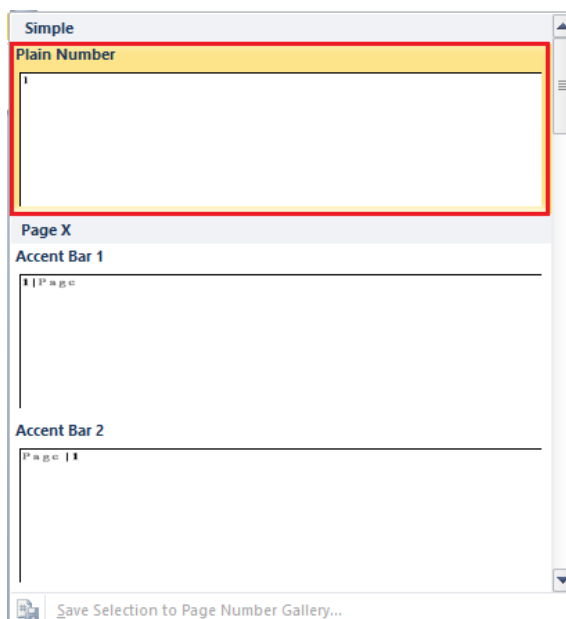 Simple
Plain Number
1
Page X
Accent Bar 1
1|Page
Accent Bar 2
Page |1
Save Selection to Page Number Gallery...